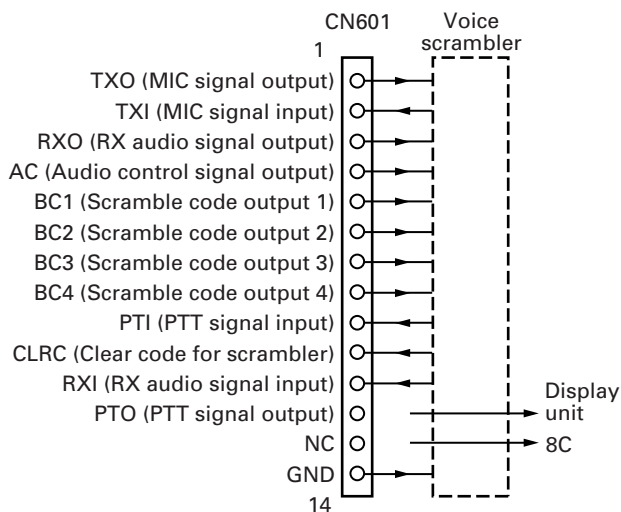 CN601
Voice
scrambler
1
TXO (MIC signal output)
TXI (MIC signal input)
RXO (RX audio signal output)
AC (Audio control signal output)
BC1 (Scramble code output 1)
BC2 (Scramble code output 2)
BC3 (Scramble code output 3)
BC4 (Scramble code output 4)
PTI (PTT signal input)
CLRC (Clear code for scrambler)
RXI (RX audio signal input)
PTO (PTT signal output)
Display
unit
NC
8C
GND
14